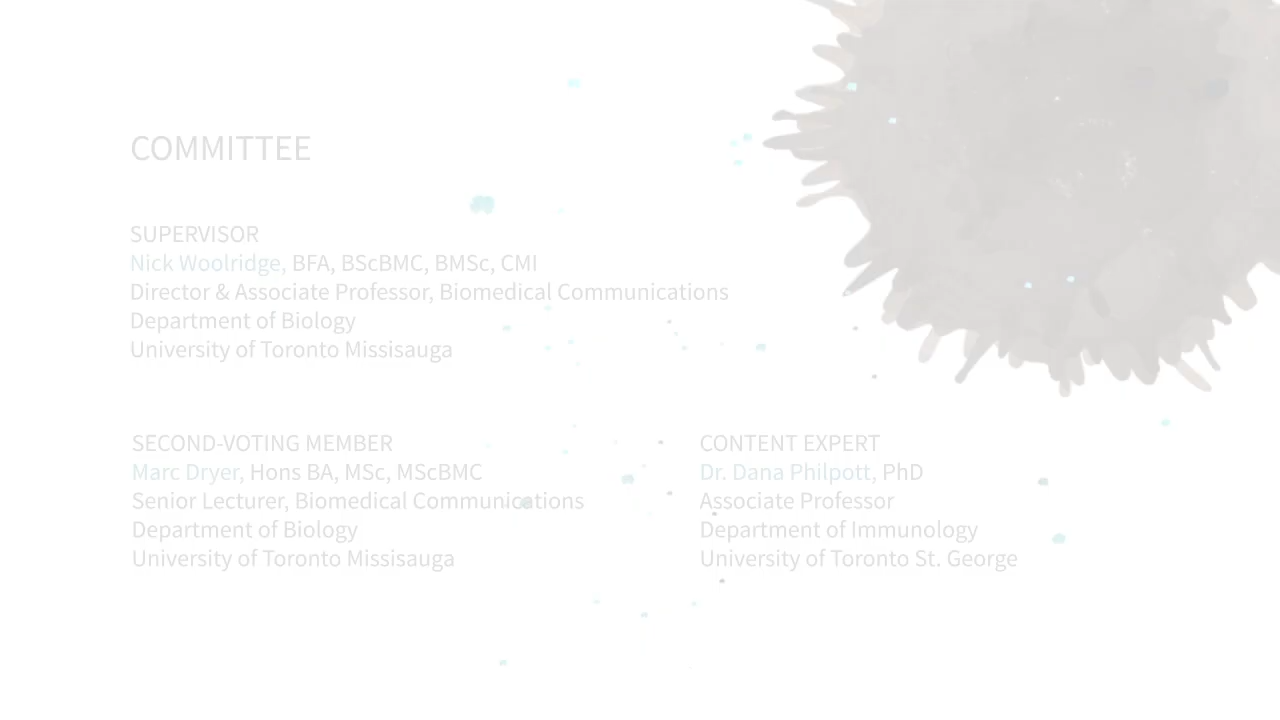 COMMITTEE
SUPERVISOR
Nick Woolridge, BFA, BScBMC, BMSc, CMI
Director & Associate Professor, Biomedical Communications
Department of Biology
University of Toronto Missisauga
SECOND-VOTING MEMBER
Marc Dryer, Hons BA, MSc, MScBMC
Senior Lecturer, Biomedical Communications
Department of Biology
University of Toronto Missisauga
CONTENT EXPERT
Dr. Dana Philpott, PhD
Associate Professor
Department of Immunology
University of Toronto St. George